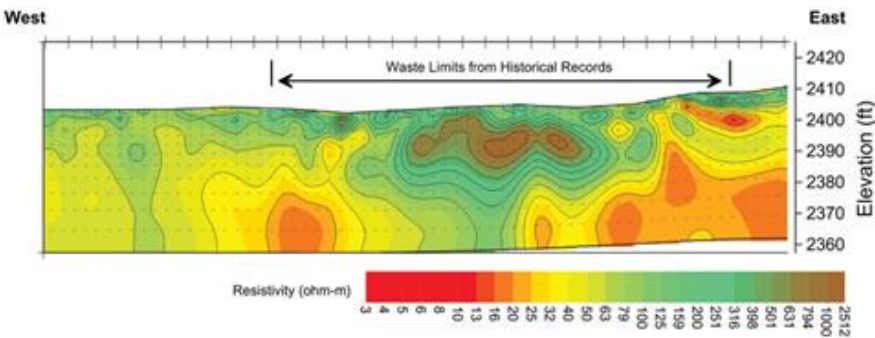 West
East
Waste Limits from Historical Records
2420
2410
2400
2390
2380
2370
2360
Elevation (ft)
Resistivity (ohm-m)
3 4 5 6 8 10 13 16 20 25 32 40 50 63 79 100 125 159 200 251 316 398 501 631 794 1000 2512